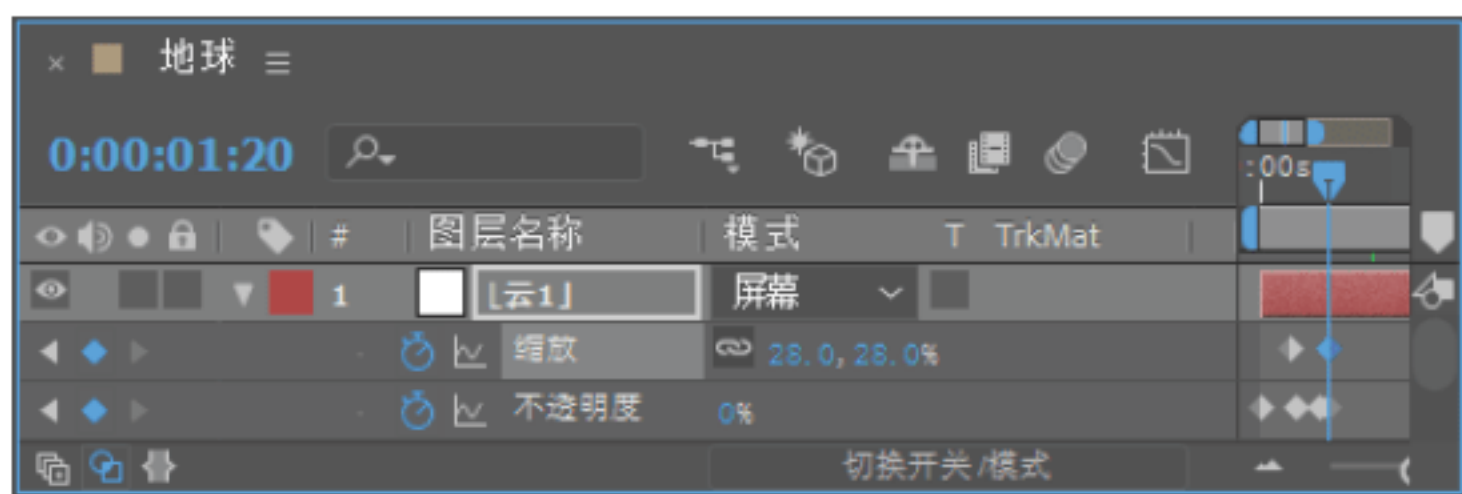 × 地球
0:00:01:20
:00s
# 图层名称 模式 T TrkMat
1 [云1] 屏幕
缩放 28.0, 28.0%
不透明度 0%
切换开关/模式